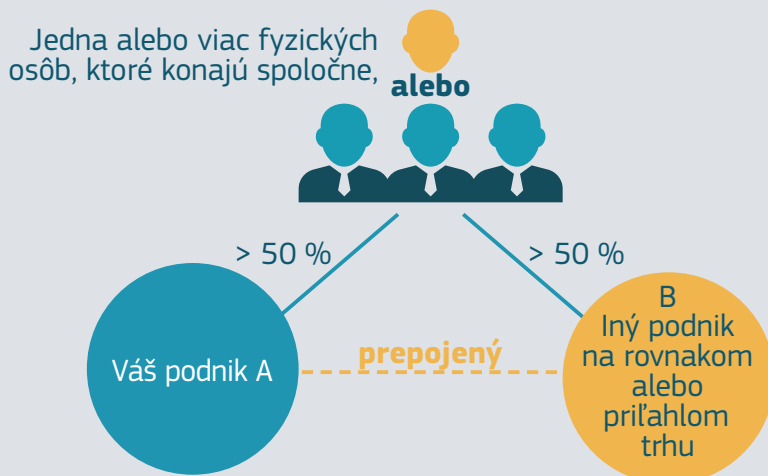 Jedna alebo viac fyzických
osôb, ktoré konajú spoločne,
alebo
> 50 %
> 50 %
Váš podnik A
prepojený
B
Iný podnik
na rovnakom
alebo
priľahlom
trhu